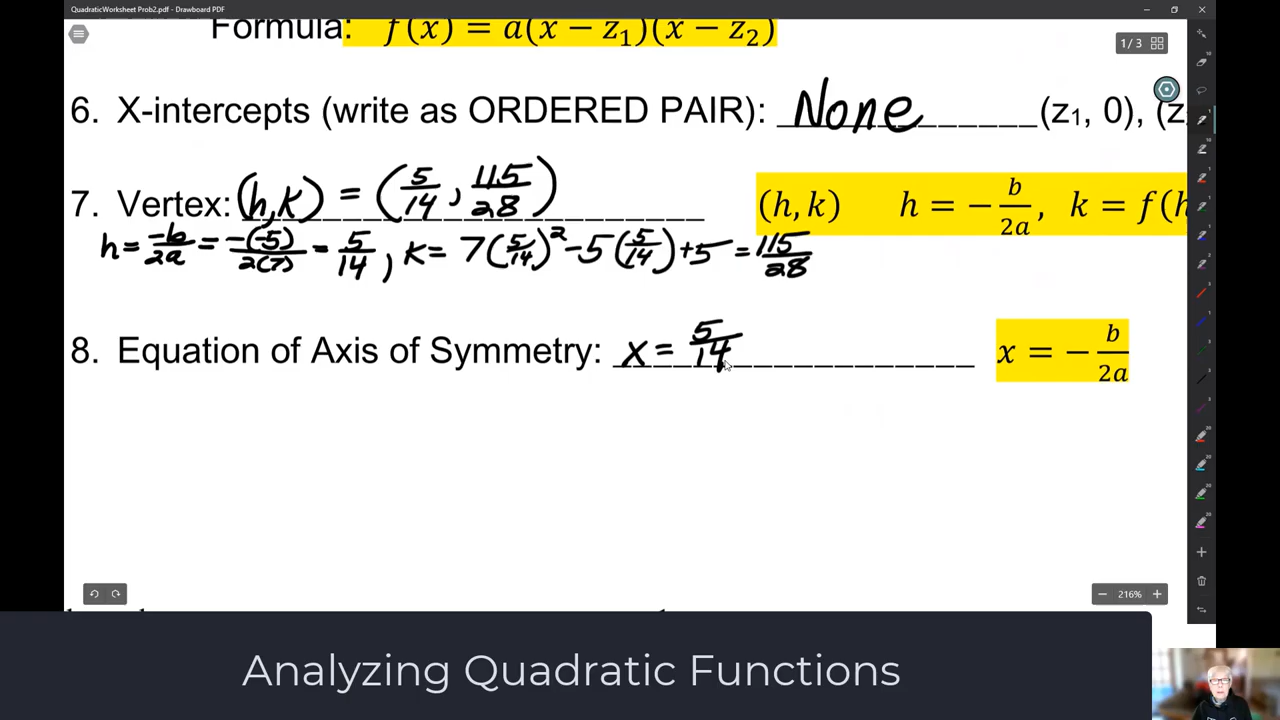 QuadraticWorksheet Prob2.pdf - Drawboard PDF
Formula: f(x) = a(x − z₁)(x − z₂)
1 / 3
6. X-intercepts (write as ORDERED PAIR): None (z₁, 0), (z
7. Vertex: (h,k) = (5/14, 115/28) (h, k) h = − b/2a, k = f(h
h = -b/2a = -(-5)/2(7) = 5/14, k = 7(5/14)² - 5(5/14) + 5 = 115/28
8. Equation of Axis of Symmetry: x = 5/14 x = − b/2a
216%
Analyzing Quadratic Functions